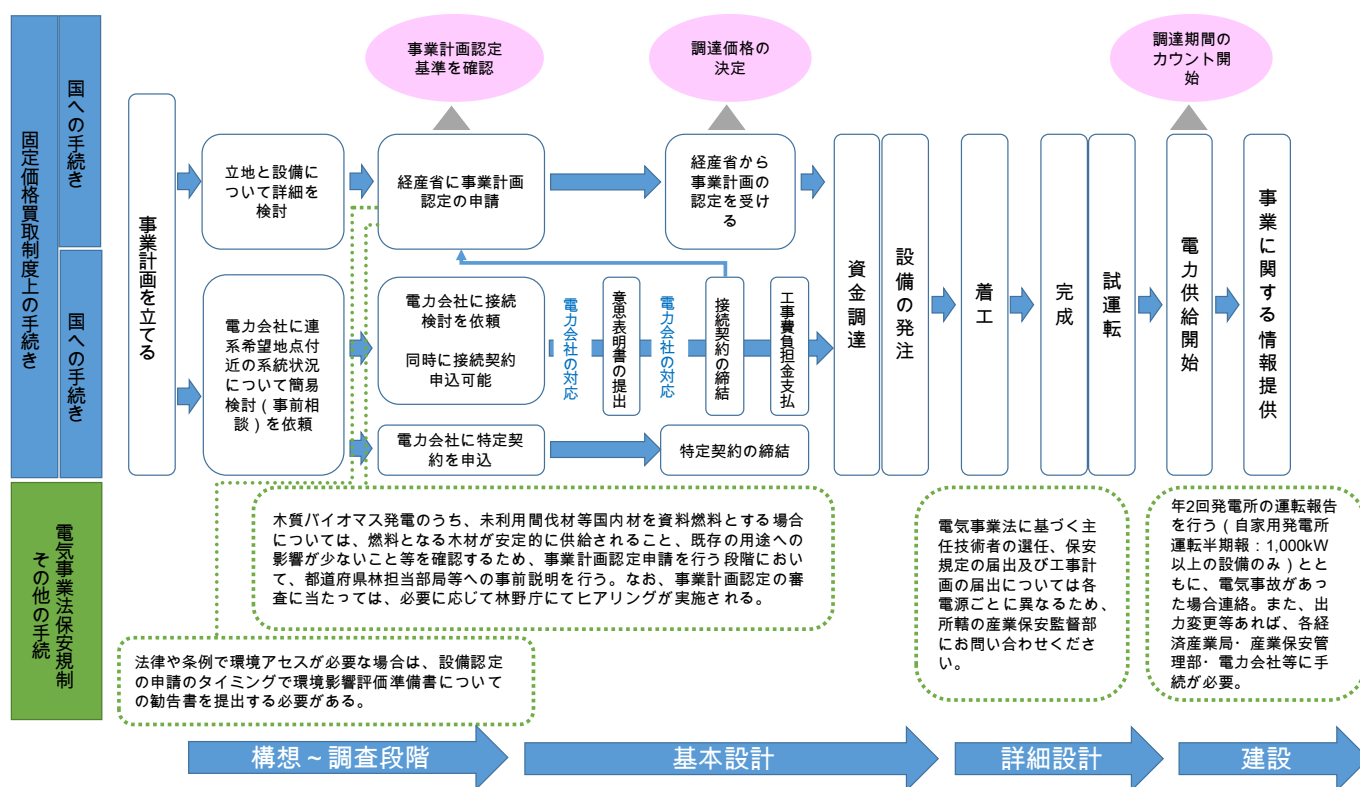 事業計画認定
基準を確認
調達価格の
決定
調達期間の
カウント開
始
固定価格買取制度上の手続き
国への手続き
国への手続き
事業計画を立てる
立地と設備に
ついて詳細を
検討
経産省に事業計画
認定の申請
経産省から
事業計画の
認定を受け
る
電力会社に連
系希望地点付
近の系統状況
について簡易
検討（事前相
談）を依頼
電力会社に接続
検討を依頼
同時に接続契約
申込可能
電力会社の対応
意思表明書の提出
電力会社の対応
接続契約の締結
工事費負担金支払
電力会社に特定契
約を申込
特定契約の締結
資金調達
設備の発注
着工
完成
試運転
電力供給開始
事業に関する情報提供
電気事業法保安規制
その他の手続
木質バイオマス発電のうち、未利用間伐材等国内材を資料燃料とする場合
については、燃料となる木材が安定的に供給されること、既存の用途への
影響が少ないこと等を確認するため、事業計画認定申請を行う段階におい
て、都道府県林担当部局等への事前説明を行う。なお、事業計画認定の審
査に当たっては、必要に応じて林野庁にてヒアリングが実施される。
法律や条例で環境アセスが必要な場合は、設備認定
の申請のタイミングで環境影響評価準備書について
の勧告書を提出する必要がある。
電気事業法に基づく主
任技術者の選任、保安
規定の届出及び工事計
画の届出については各
電源ごとに異なるため、
所轄の産業保安監督部
にお問い合わせくださ
い。
年2回発電所の運転報告
を行う（自家用発電所
運転半期報：1,000kW
以上の設備のみ）とと
もに、電気事故があっ
た場合連絡。また、出
力変更等あれば、各経
済産業局・産業保安管
理部・電力会社等に手
続が必要。
構想～調査段階
基本設計
詳細設計
建設